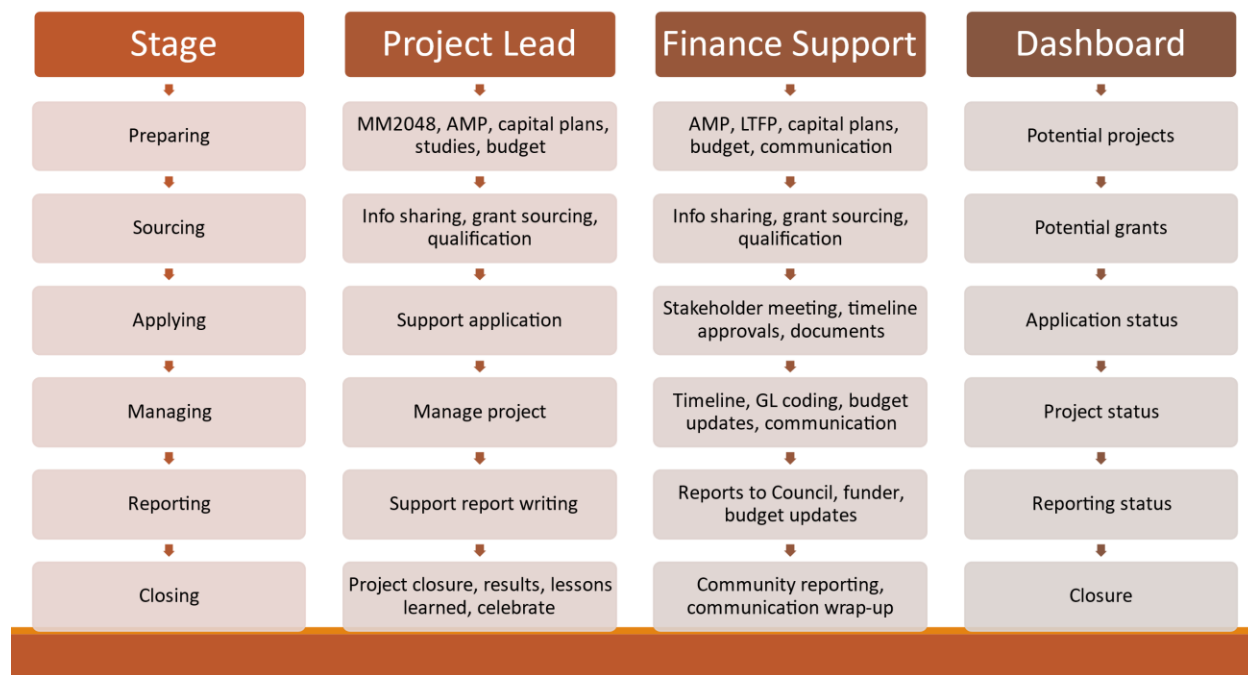 Stage
Project Lead
Finance Support
Dashboard
Preparing
MM2048, AMP, capital plans,
studies, budget
AMP, LTFP, capital plans,
budget, communication
Potential projects
Sourcing
Info sharing, grant sourcing,
qualification
Info sharing, grant sourcing,
qualification
Potential grants
Applying
Support application
Stakeholder meeting, timeline
approvals, documents
Application status
Managing
Manage project
Timeline, GL coding, budget
updates, communication
Project status
Reporting
Support report writing
Reports to Council, funder,
budget updates
Reporting status
Closing
Project closure, results, lessons
learned, celebrate
Community reporting,
communication wrap-up
Closure